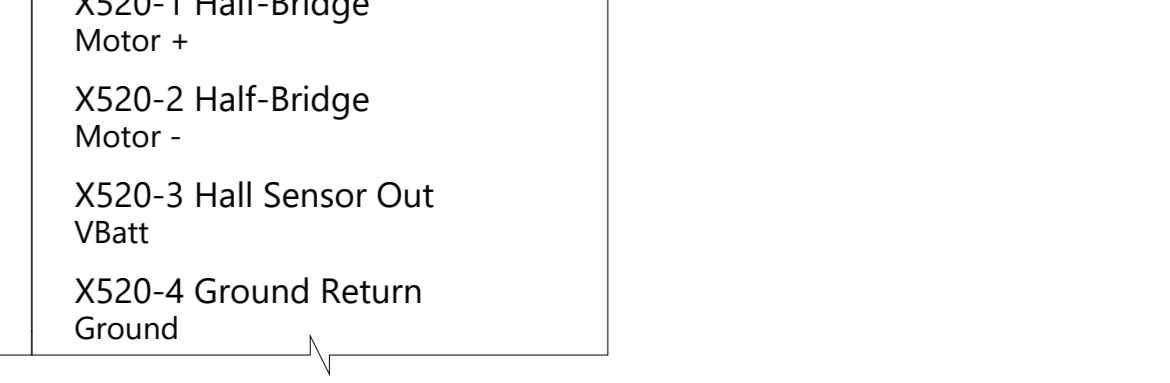 X520-1 Half-Bridge
Motor +
X520-2 Half-Bridge
Motor -
X520-3 Hall Sensor Out
VBatt
X520-4 Ground Return
Ground